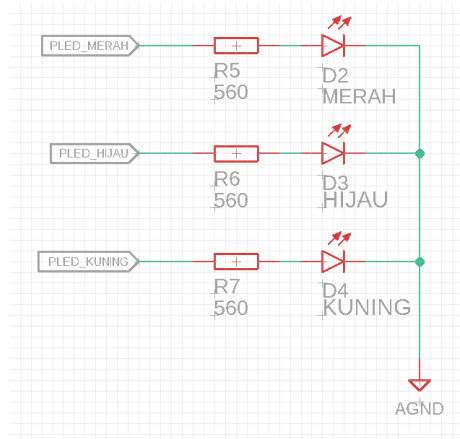 PLED_MERAH
R5
560
D2
MERAH
PLED_HIJAU
R6
560
D3
HIJAU
PLED_KUNING
R7
560
D4
KUNING
AGND